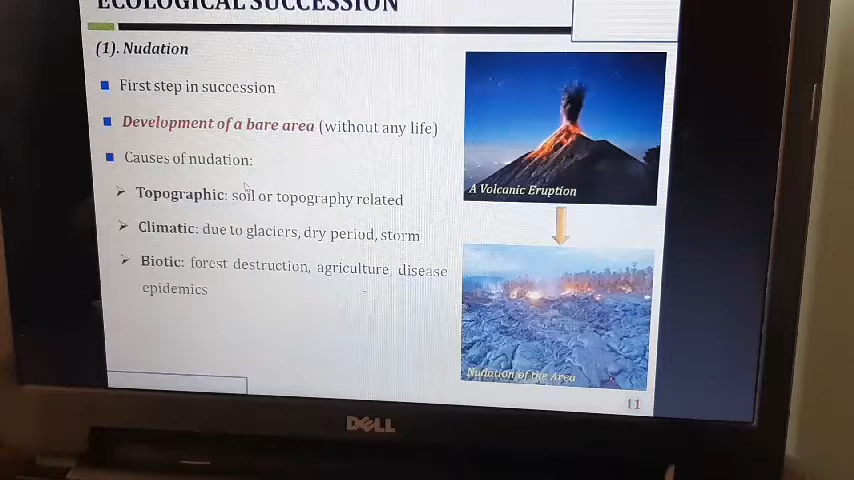 ECOLOGICAL SUCCESSION
(1). Nudation
First step in succession
Development of a bare area (without any life)
Causes of nudation:
Topographic: soil or topography related
Climatic: due to glaciers, dry period, storm
Biotic: forest destruction, agriculture, disease
epidemics
A Volcanic Eruption
Nudation of the Area
11
DELL